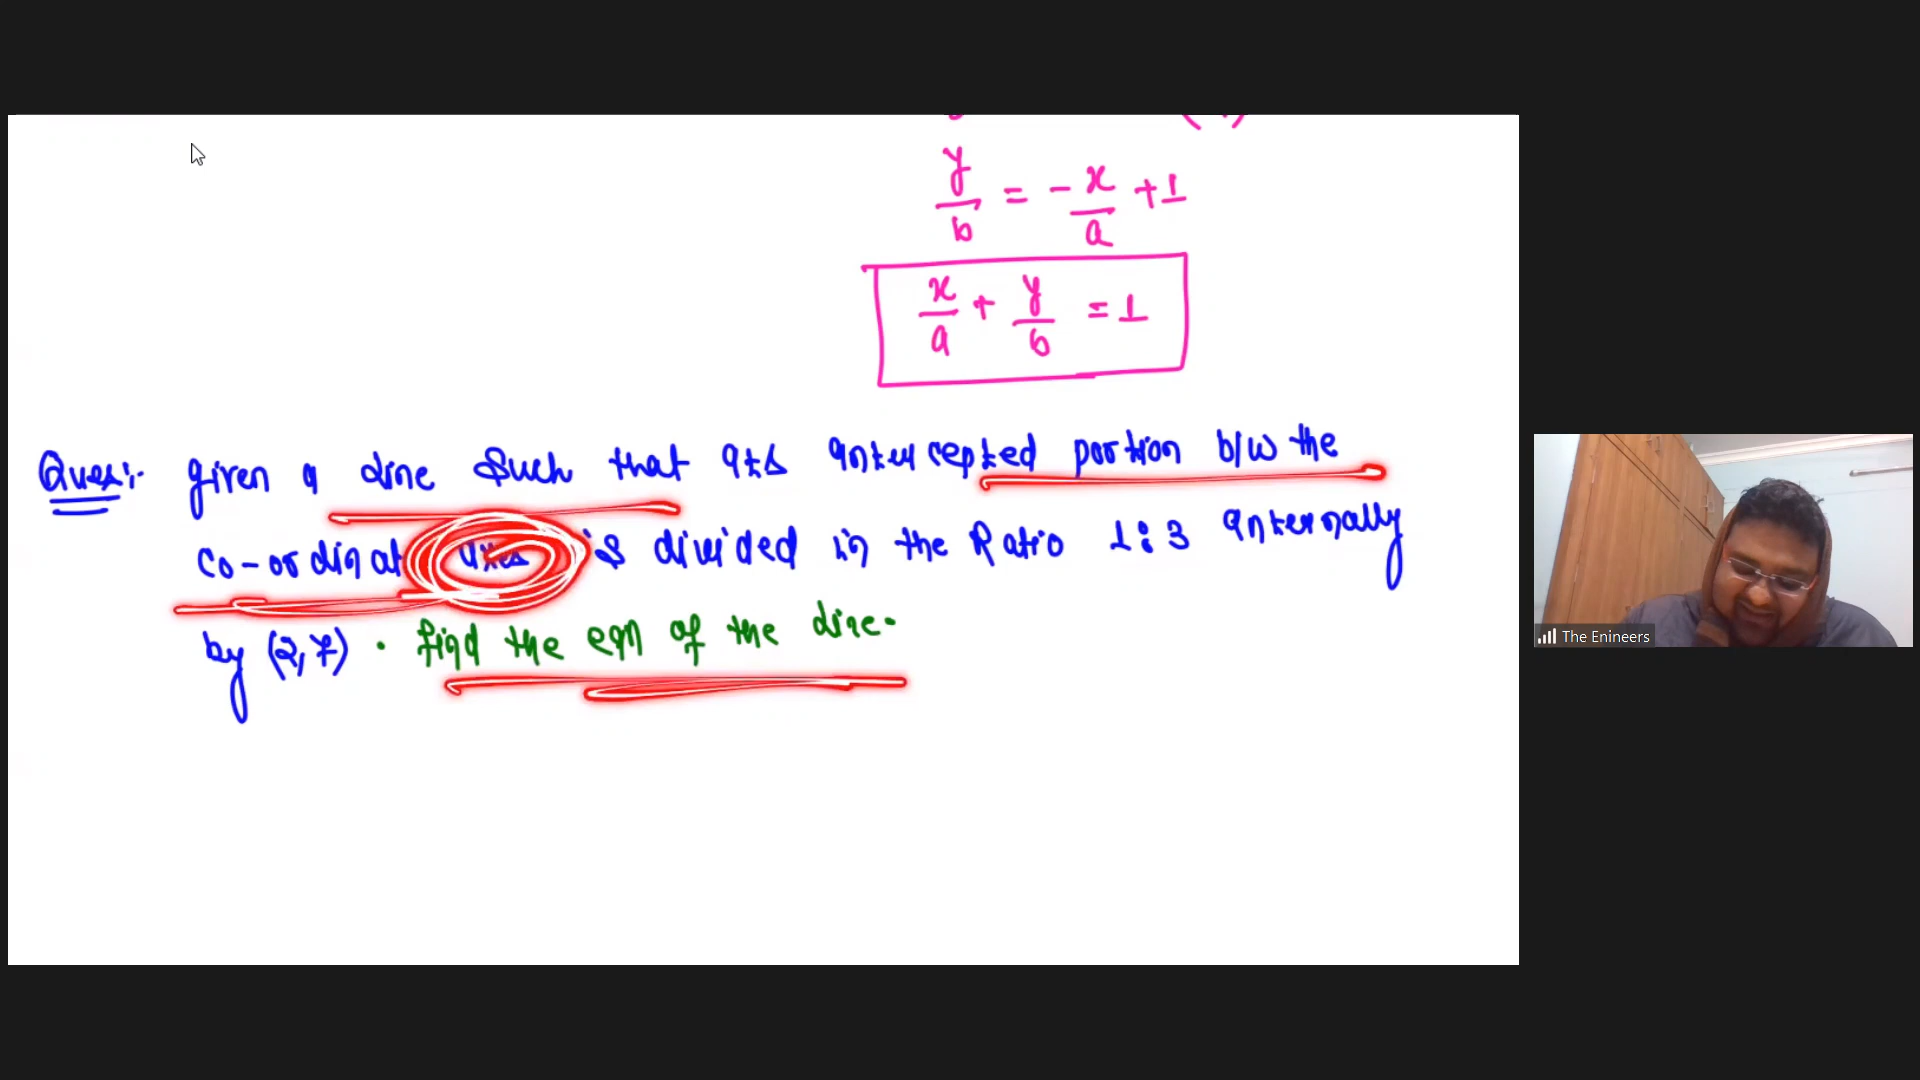 y/b = -x/a + 1
x/a + y/b = 1
Ques:- given a line such that its intercepted portion b/w the
co-ordinat axes is divided in the Ratio 1:3 internally
by (2,7). find the eqn of the line.
The Enineers